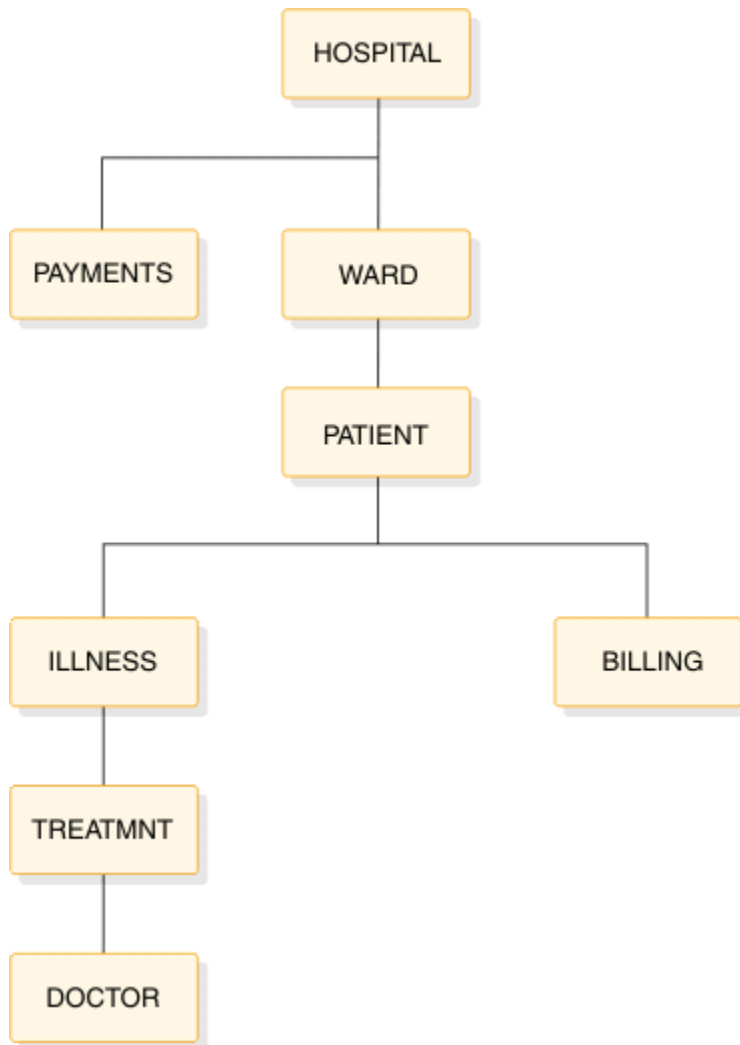 HOSPITAL
PAYMENTS
WARD
PATIENT
ILLNESS
BILLING
TREATMNT
DOCTOR